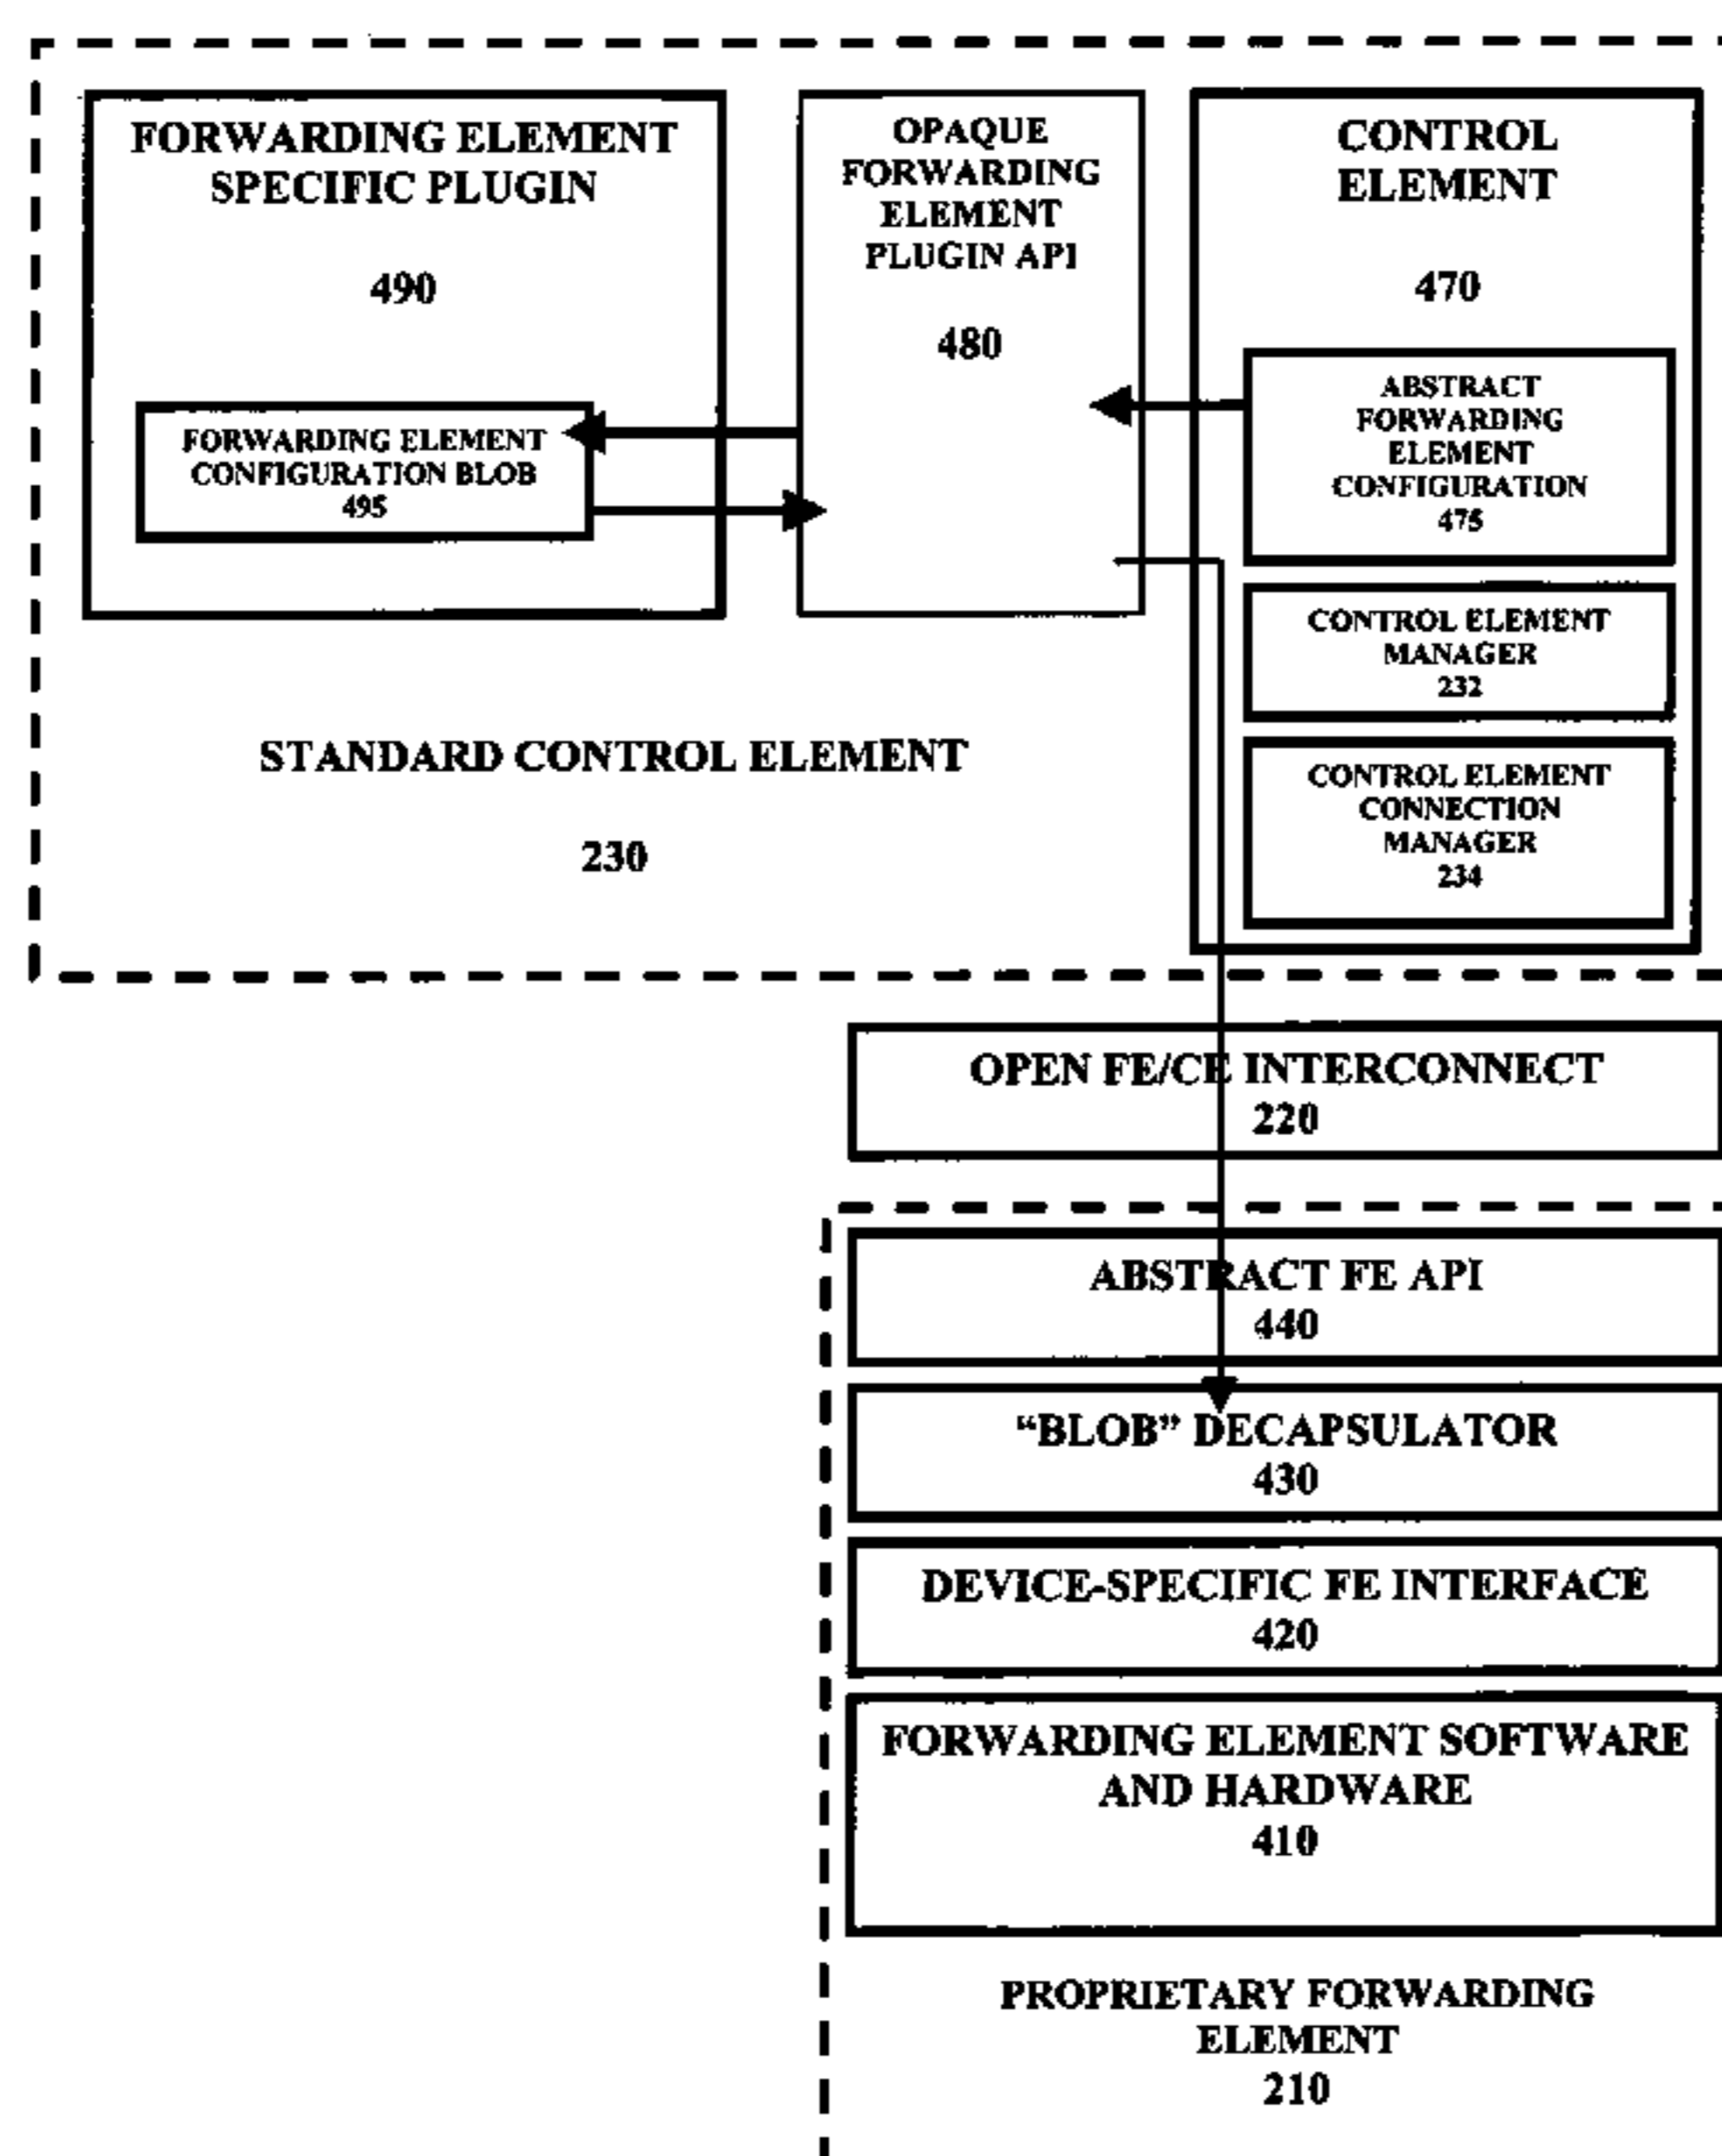 FORWARDING ELEMENT
SPECIFIC PLUGIN
490
FORWARDING ELEMENT
CONFIGURATION BLOB
495
OPAQUE
FORWARDING
ELEMENT
PLUGIN API
480
CONTROL
ELEMENT
470
ABSTRACT
FORWARDING
ELEMENT
CONFIGURATION
475
CONTROL ELEMENT
MANAGER
232
CONTROL ELEMENT
CONNECTION
MANAGER
234
STANDARD CONTROL ELEMENT
230
OPEN FE/CE INTERCONNECT
220
ABSTRACT FE API
440
“BLOB” DECAPSULATOR
430
DEVICE-SPECIFIC FE INTERFACE
420
FORWARDING ELEMENT SOFTWARE
AND HARDWARE
410
PROPRIETARY FORWARDING
ELEMENT
210